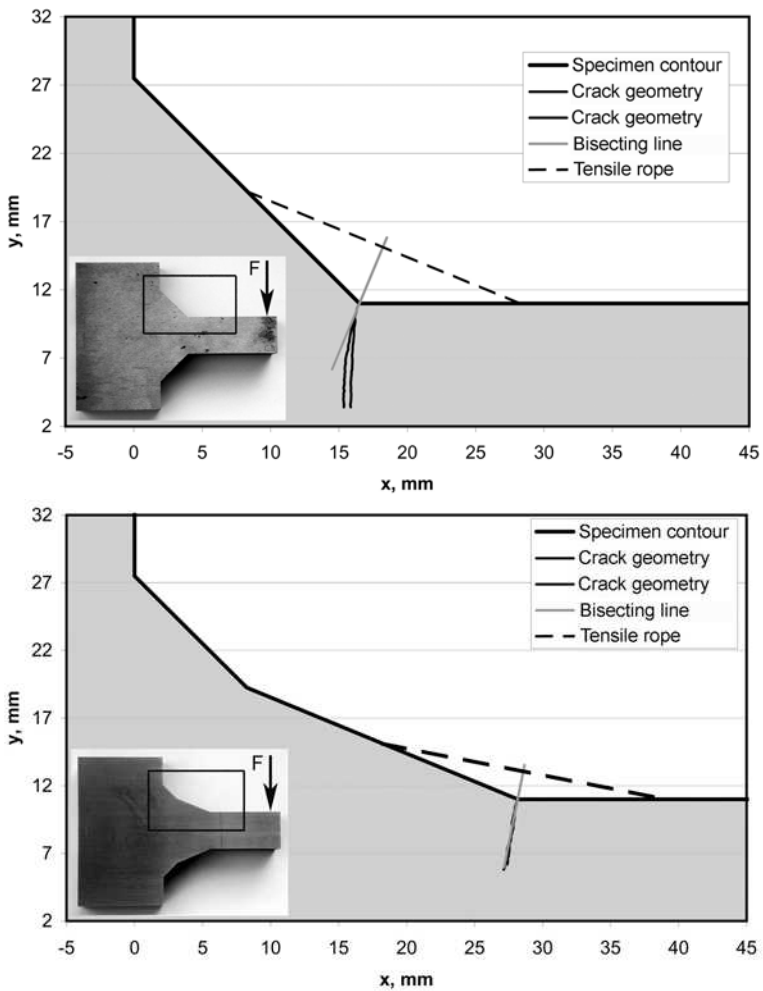 32
27
22
17
12
7
2
y, mm
Specimen contour
Crack geometry
Crack geometry
Bisecting line
Tensile rope
F
-5 0 5 10 15 20 25 30 35 40 45
x, mm
32
27
22
17
12
7
2
y, mm
Specimen contour
Crack geometry
Crack geometry
Bisecting line
Tensile rope
F
-5 0 5 10 15 20 25 30 35 40 45
x, mm